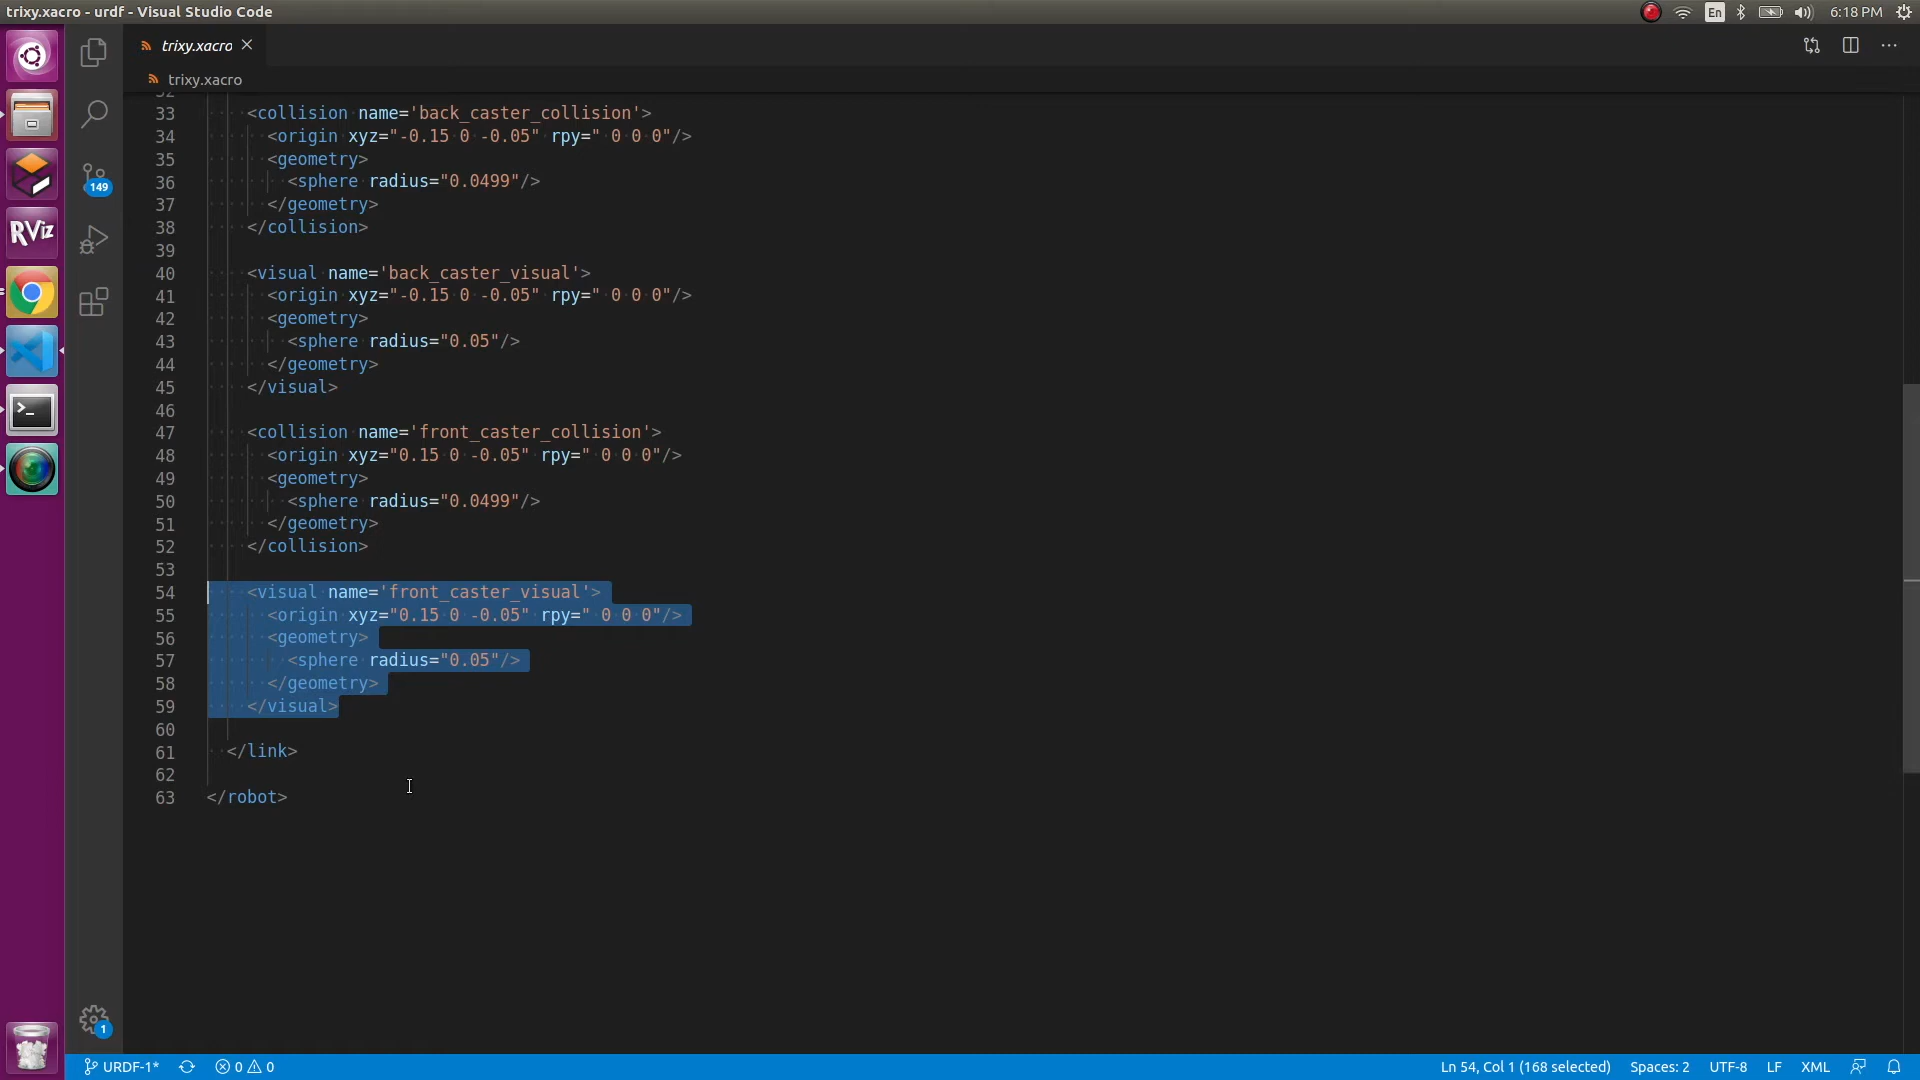 trixy.xacro - urdf - Visual Studio Code
En
6:18 PM
trixy.xacro
trixy.xacro
RViz
149
33 <collision name='back_caster_collision'>
34 <origin xyz="-0.15 0 -0.05" rpy=" 0 0 0"/>
35 <geometry>
36 <sphere radius="0.0499"/>
37 </geometry>
38 </collision>
39
40 <visual name='back_caster_visual'>
41 <origin xyz="-0.15 0 -0.05" rpy=" 0 0 0"/>
42 <geometry>
43 <sphere radius="0.05"/>
44 </geometry>
45 </visual>
46
47 <collision name='front_caster_collision'>
48 <origin xyz="0.15 0 -0.05" rpy=" 0 0 0"/>
49 <geometry>
50 <sphere radius="0.0499"/>
51 </geometry>
52 </collision>
53
54 <visual name='front_caster_visual'>
55 <origin xyz="0.15 0 -0.05" rpy=" 0 0 0"/>
56 <geometry>
57 <sphere radius="0.05"/>
58 </geometry>
59 </visual>
60
61 </link>
62
63 </robot>
1
URDF-1* 0 0 Ln 54, Col 1 (168 selected) Spaces: 2 UTF-8 LF XML